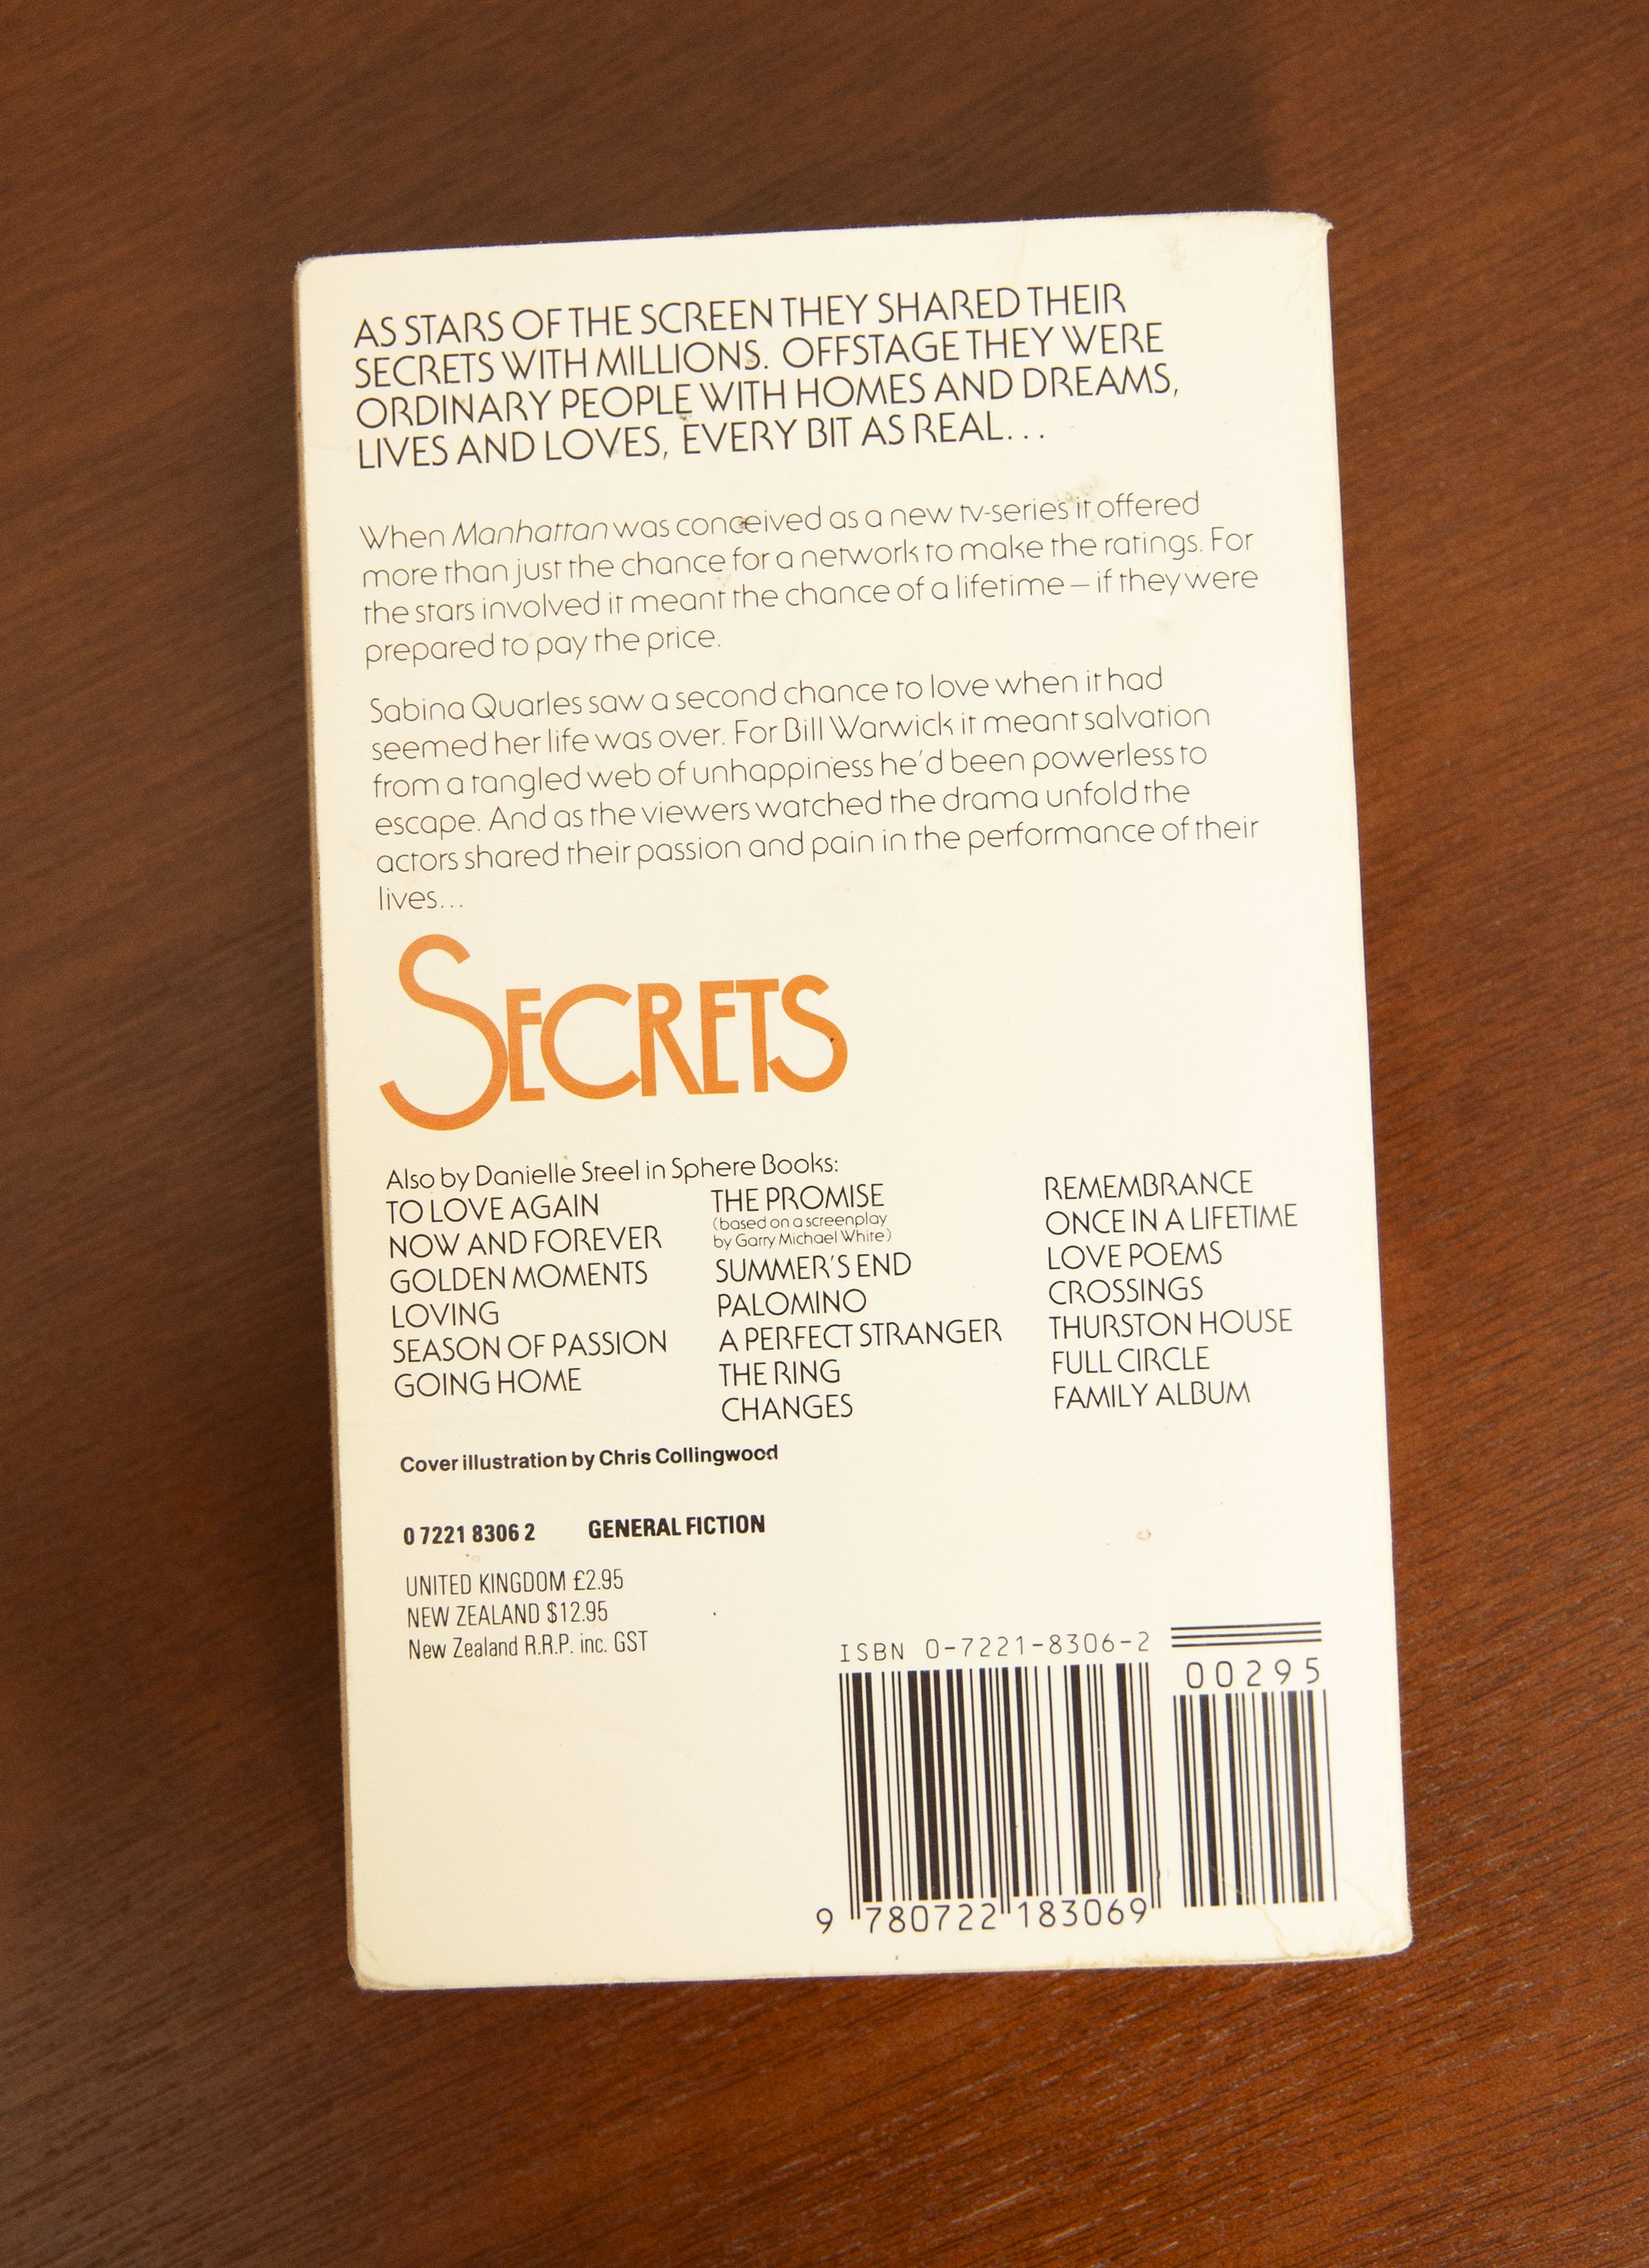 AS STARS OF THE SCREEN THEY SHARED THEIR
SECRETS WITH MILLIONS. OFFSTAGE THEY WERE
ORDINARY PEOPLE WITH HOMES AND DREAMS,
LIVES AND LOVES, EVERY BIT AS REAL...
When Manhattan was conceived as a new tv-series it offered
more than just the chance for a network to make the ratings. For
the stars involved it meant the chance of a lifetime – if they were
prepared to pay the price.
Sabina Quarles saw a second chance to love when it had
seemed her life was over. For Bill Warwick it meant salvation
from a tangled web of unhappiness he'd been powerless to
escape. And as the viewers watched the drama unfold the
actors shared their passion and pain in the performance of their
lives...
SECRETS
Also by Danielle Steel in Sphere Books:
TO LOVE AGAIN
NOW AND FOREVER
GOLDEN MOMENTS
LOVING
SEASON OF PASSION
GOING HOME
THE PROMISE
(based on a screenplay
by Garry Michael White)
SUMMER'S END
PALOMINO
A PERFECT STRANGER
THE RING
CHANGES
REMEMBRANCE
ONCE IN A LIFETIME
LOVE POEMS
CROSSINGS
THURSTON HOUSE
FULL CIRCLE
FAMILY ALBUM
Cover illustration by Chris Collingwood
0 7221 8306 2 GENERAL FICTION
UNITED KINGDOM £2.95
NEW ZEALAND $12.95
New Zealand R.R.P. inc. GST
ISBN 0-7221-8306-2
00295
9 780722 183069